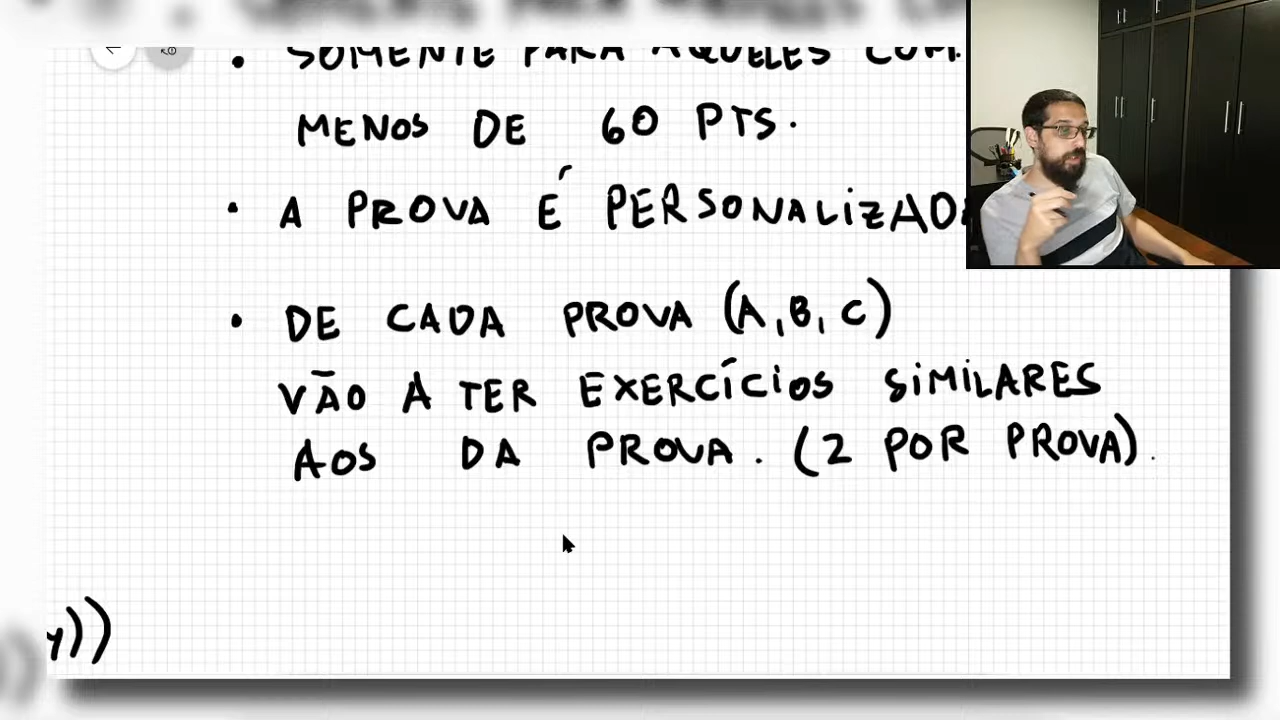 • SOMENTE PARA AQUELES COM
MENOS DE 60 PTS.
• A PROVA É PERSONALIZADA
• DE CADA PROVA (A, B, C)
VÃO A TER EXERCÍCIOS SIMILARES
AOS DA PROVA. (2 POR PROVA).
y))